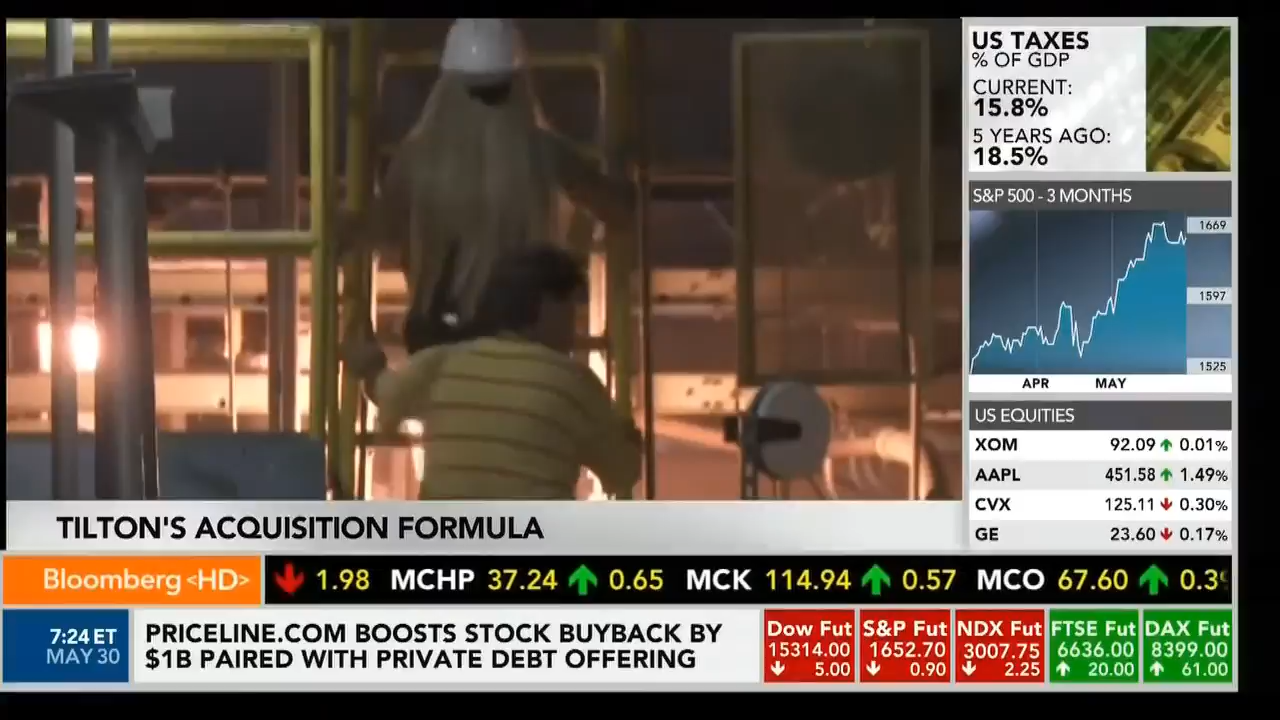 US TAXES
% OF GDP
CURRENT:
15.8%
5 YEARS AGO:
18.5%
S&P 500 - 3 MONTHS
1669
1597
1525
APR MAY
US EQUITIES
XOM 92.09 0.01%
AAPL 451.58 1.49%
CVX 125.11 0.30%
GE 23.60 0.17%
TILTON'S ACQUISITION FORMULA
Bloomberg <HD> 1.98 MCHP 37.24 0.65 MCK 114.94 0.57 MCO 67.60 0.3
7:24 ET
MAY 30
PRICELINE.COM BOOSTS STOCK BUYBACK BY
$1B PAIRED WITH PRIVATE DEBT OFFERING
Dow Fut
15314.00
5.00
S&P Fut
1652.70
0.90
NDX Fut
3007.75
2.25
FTSE Fut
6636.00
20.00
DAX Fut
8399.00
61.00